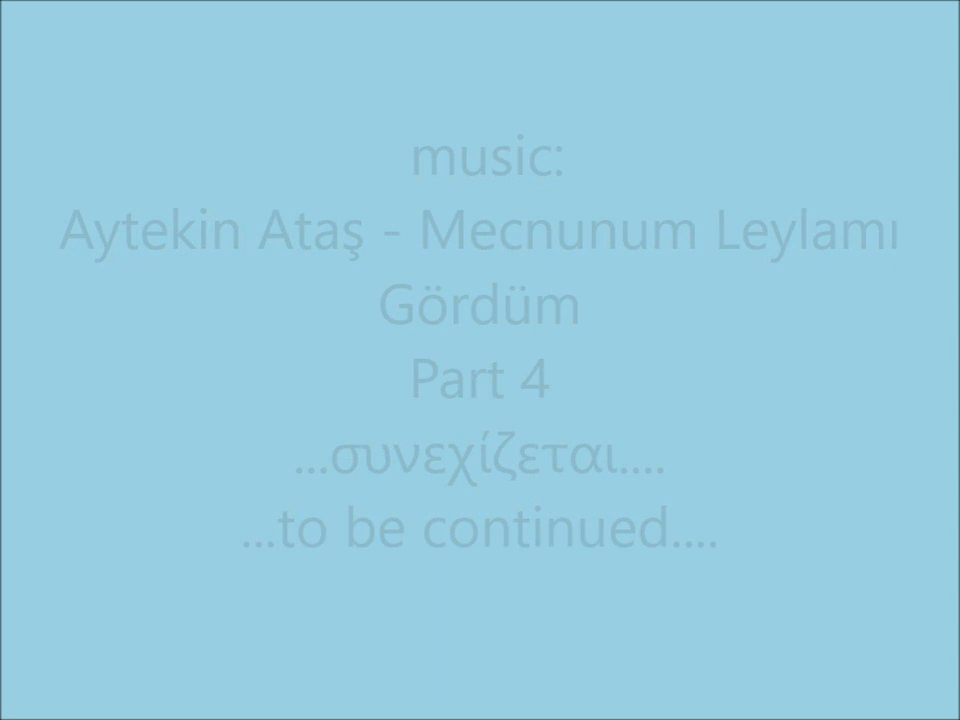 music:
Aytekin Ataş - Mecnunum Leylamı
Gördüm
Part 4
...συνεχίζεται....
...to be continued....